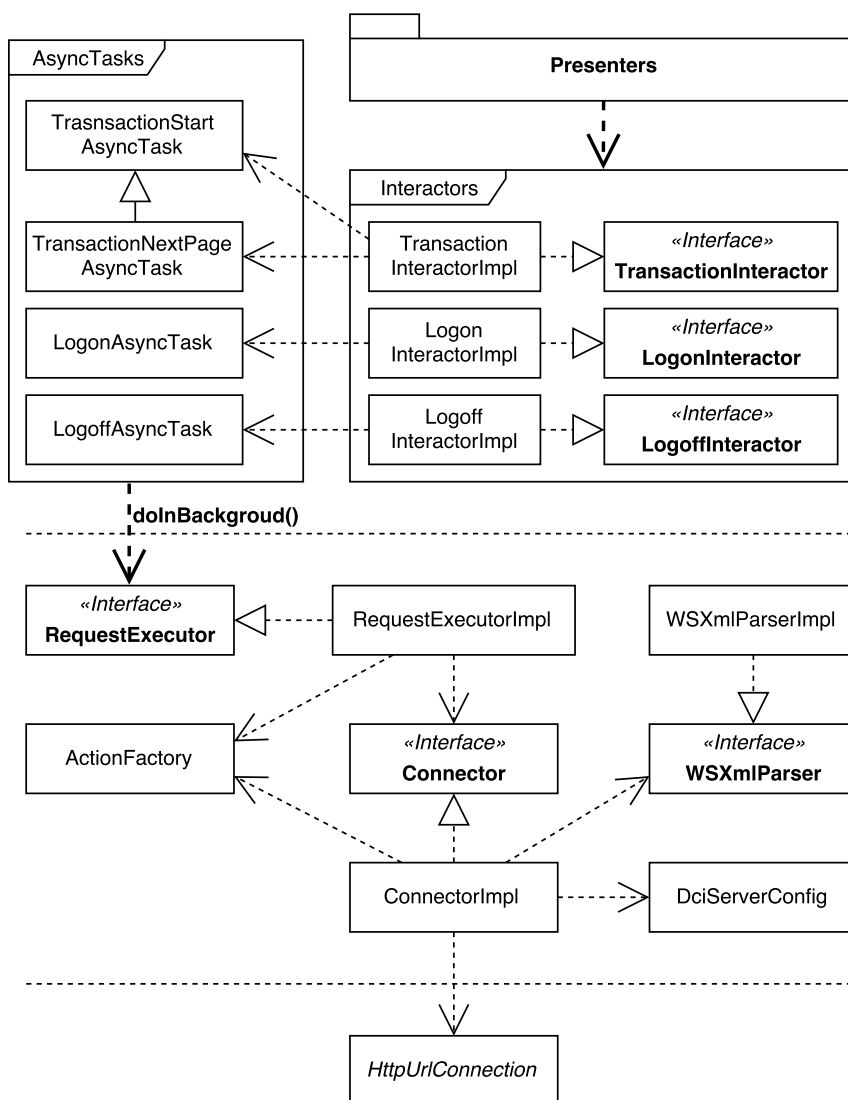 AsyncTasks
Presenters
TrasnsactionStart
AsyncTask
Interactors
TransactionNextPage
AsyncTask
Transaction
InteractorImpl
«Interface»
TransactionInteractor
LogonAsyncTask
Logon
InteractorImpl
«Interface»
LogonInteractor
LogoffAsyncTask
Logoff
InteractorImpl
«Interface»
LogoffInteractor
doInBackgroud()
«Interface»
RequestExecutor
RequestExecutorImpl
WSXmlParserImpl
ActionFactory
«Interface»
Connector
«Interface»
WSXmlParser
ConnectorImpl
DciServerConfig
HttpUrlConnection